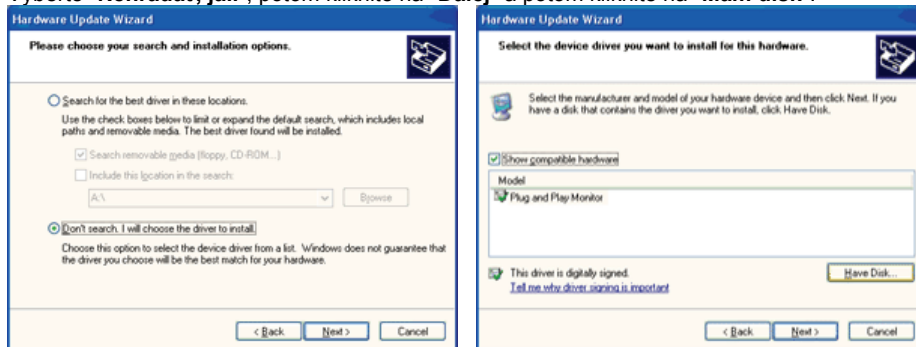 Hardware Update Wizard
Please choose your search and installation options.
Search for the best driver in these locations.
Use the check boxes below to limit or expand the default search, which includes local
paths and removable media. The best driver found will be installed.
Search removable media (floppy, CD-ROM...)
Include this location in the search:
A:\
Browse
Don't search. I will choose the driver to install.
Choose this option to select the device driver from a list. Windows does not guarantee that
the driver you choose will be the best match for your hardware.
< Back
Next >
Cancel
Hardware Update Wizard
Select the device driver you want to install for this hardware.
Select the manufacturer and model of your hardware device and then click Next. If you
have a disk that contains the driver you want to install, click Have Disk.
Show compatible hardware
Model
Plug and Play Monitor
This driver is digitally signed.
Tell me why driver signing is important
Have Disk...
< Back
Next >
Cancel